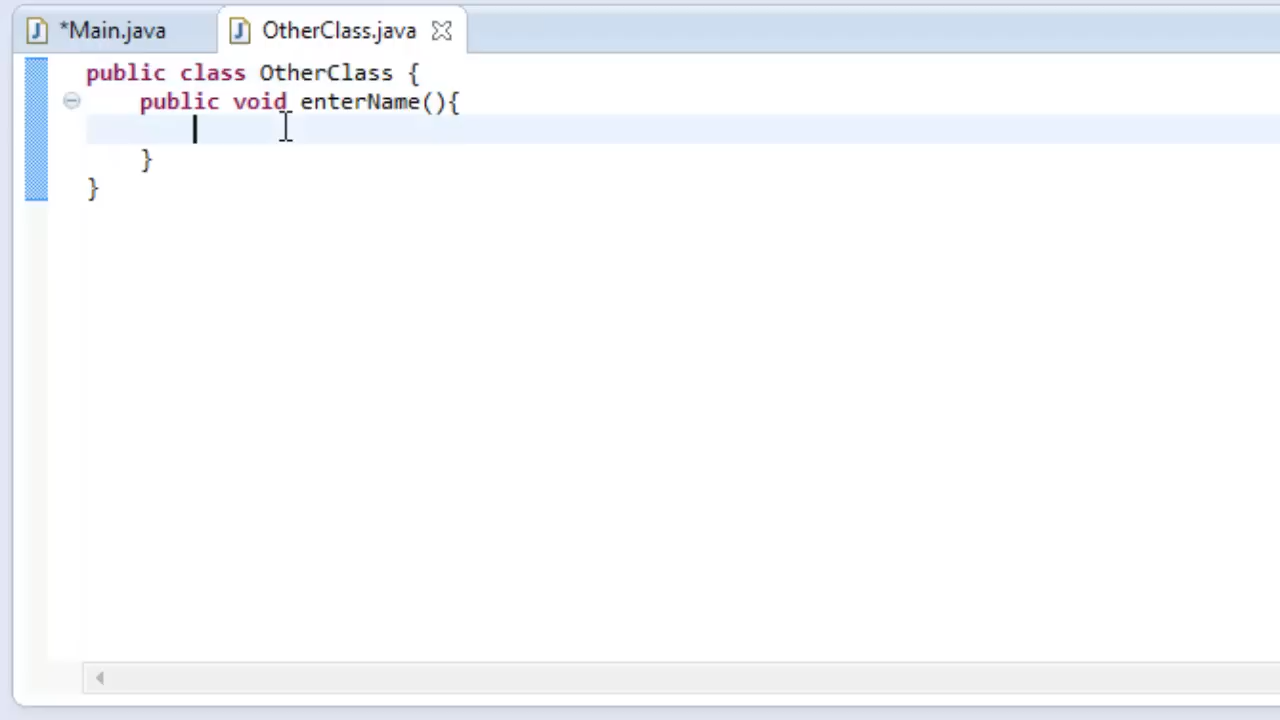 *Main.java OtherClass.java
public class OtherClass {
    public void enterName(){
    }
}